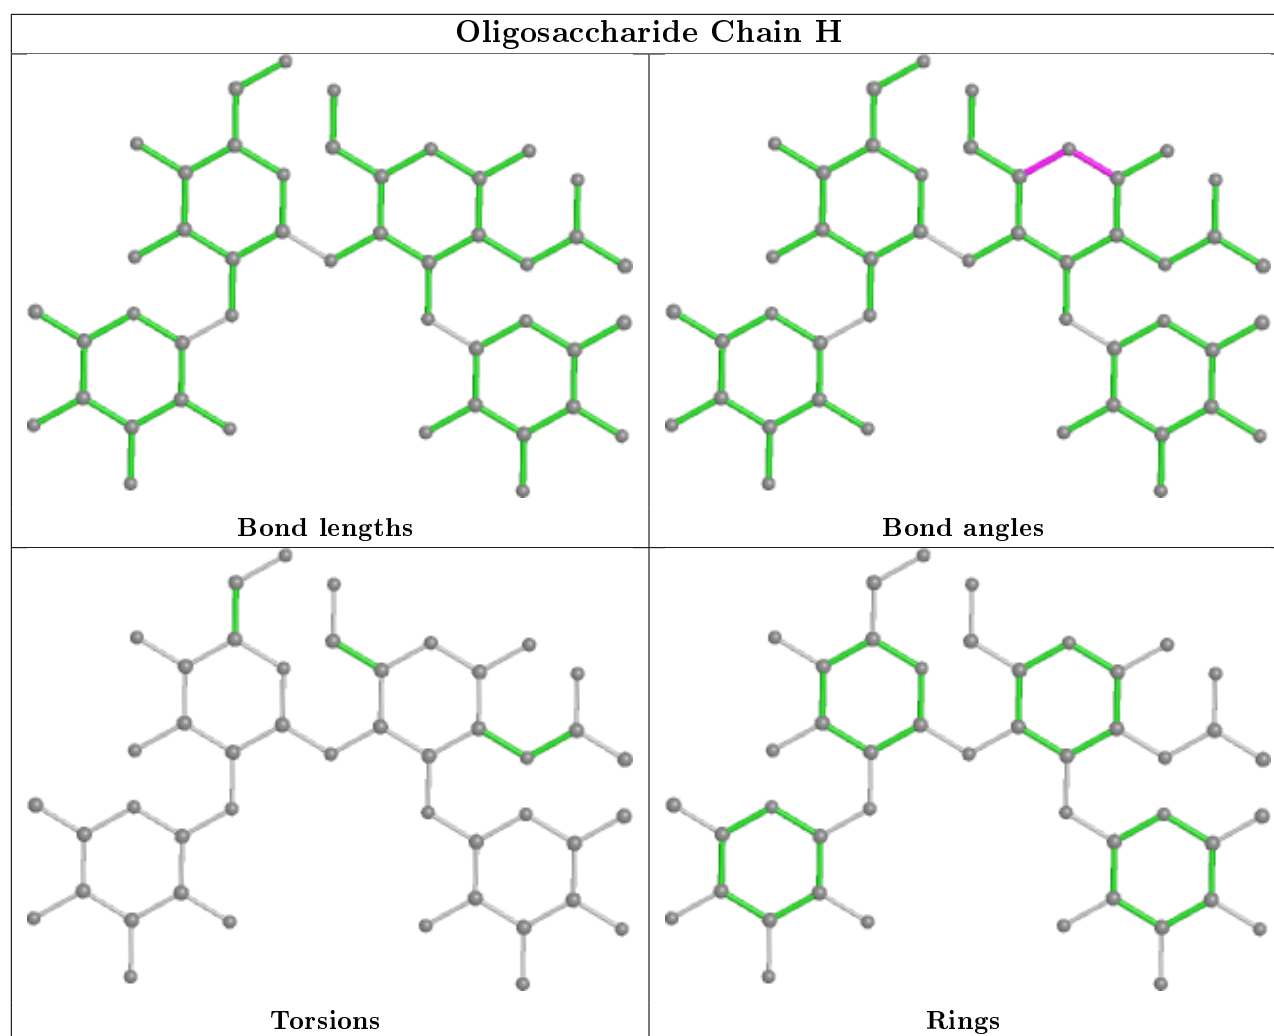 Oligosaccharide Chain H
Bond lengths
Bond angles
Torsions
Rings